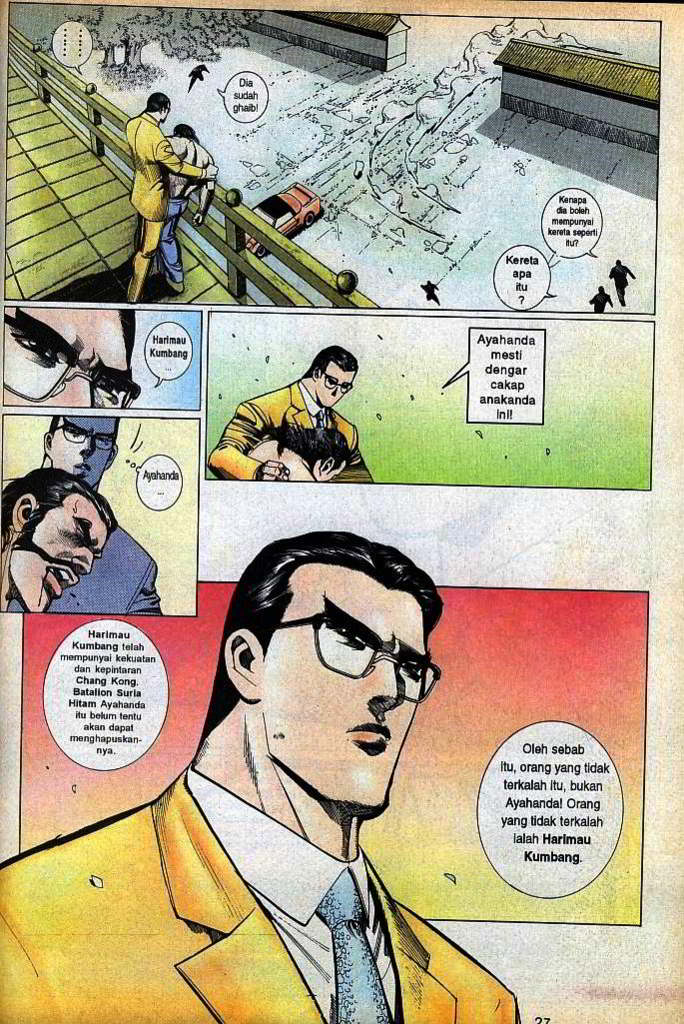 Dia
sudah
ghaib!
Kenapa
dia boleh
mempunyai
kereta seperti
itu?
Kereta
apa
itu
?
Harimau
Kumbang
...
Ayahanda
mesti
dengar
cakap
anakanda
ini!
Ayahanda
...
Harimau
Kumbang telah
mempunyai kekuatan
dan kepintaran
Chang Kong.
Batalion Suria
Hitam Ayahanda
itu belum tentu
akan dapat
menghapuskan-
nya.
Oleh sebab
itu, orang yang tidak
terkalah itu, bukan
Ayahanda! Orang
yang tidak terkalah
ialah Harimau
Kumbang.
27